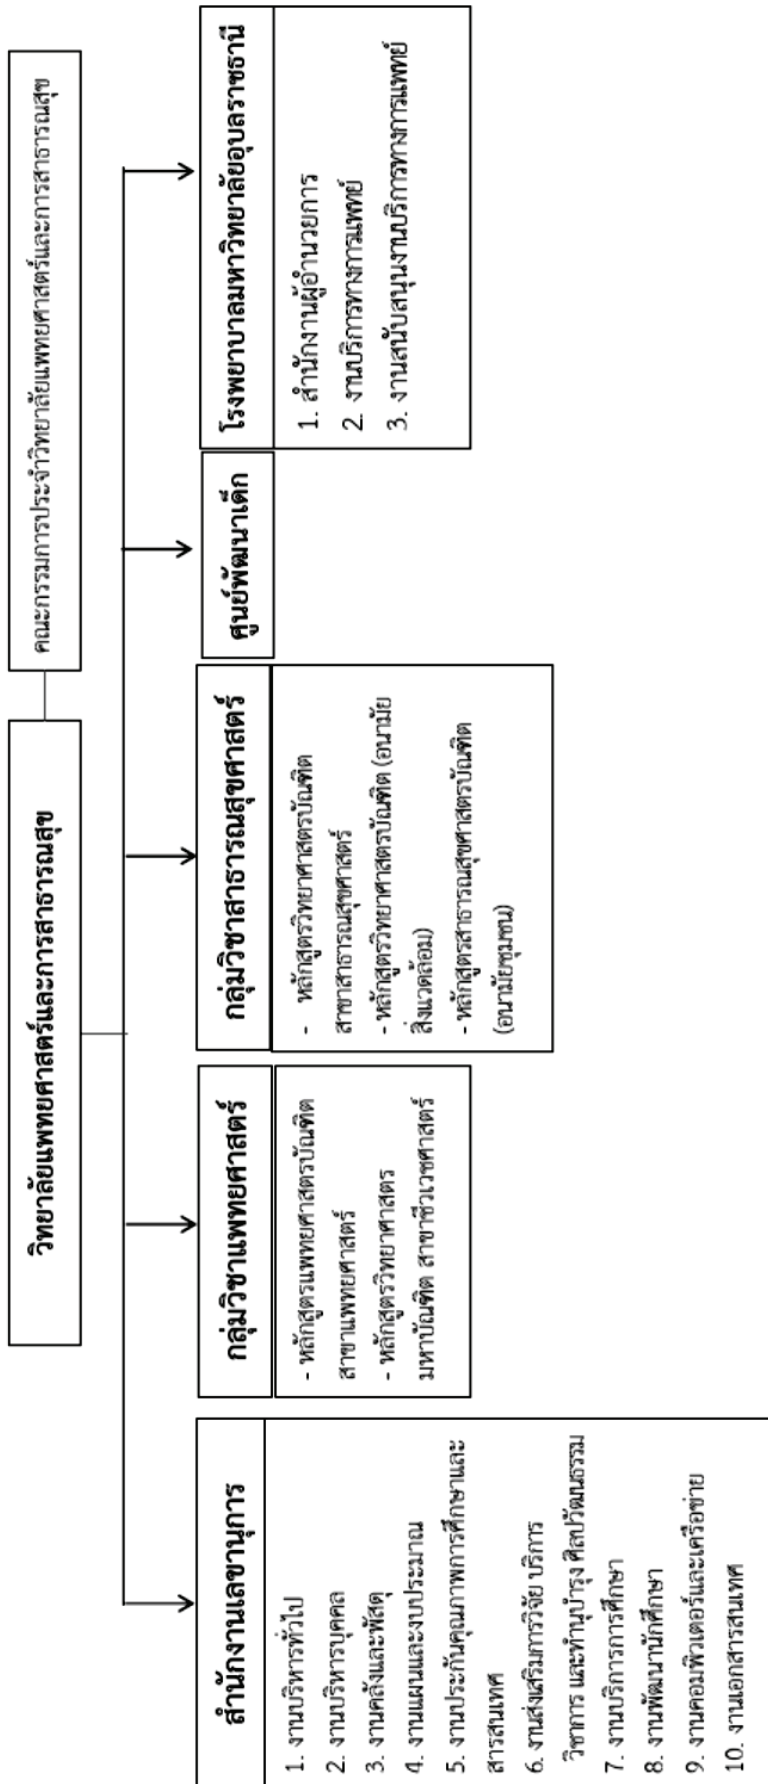 วิทยาลัยแพทยศาสตร์และการสาธารณสุข
คณะกรรมการประจำวิทยาลัยแพทยศาสตร์และการสาธารณสุข
สำนักงานเลขานุการ
1. งานบริหารทั่วไป
2. งานบริหารบุคคล
3. งานคลังและพัสดุ
4. งานแผนและงบประมาณ
5. งานประกันคุณภาพการศึกษาและ
สารสนเทศ
6. งานส่งเสริมการวิจัย บริการ
วิชาการ และทำนุบำรุง ศิลปวัฒนธรรม
7. งานบริการการศึกษา
8. งานพัฒนานักศึกษา
9. งานคอมพิวเตอร์และเครือข่าย
10. งานเอกสารสนเทศ
กลุ่มวิชาแพทยศาสตร์
- หลักสูตรแพทยศาสตรบัณฑิต
สาขาแพทยศาสตร์
- หลักสูตรวิทยาศาสตร
มหาบัณฑิต สาขาชีวเวชศาสตร์
กลุ่มวิชาสาธารณสุขศาสตร์
- หลักสูตรวิทยาศาสตรบัณฑิต
สาขาสาธารณสุขศาสตร์
- หลักสูตรวิทยาศาสตรบัณฑิต (อนามัย
สิ่งแวดล้อม)
- หลักสูตรสาธารณสุขศาสตรบัณฑิต
(อนามัยชุมชน)
ศูนย์พัฒนาเด็ก
โรงพยาบาลมหาวิทยาลัยอุบลราชธานี
1. สำนักงานผู้อำนวยการ
2. งานบริการทางการแพทย์
3. งานสนับสนุนงานบริการทางการแพทย์